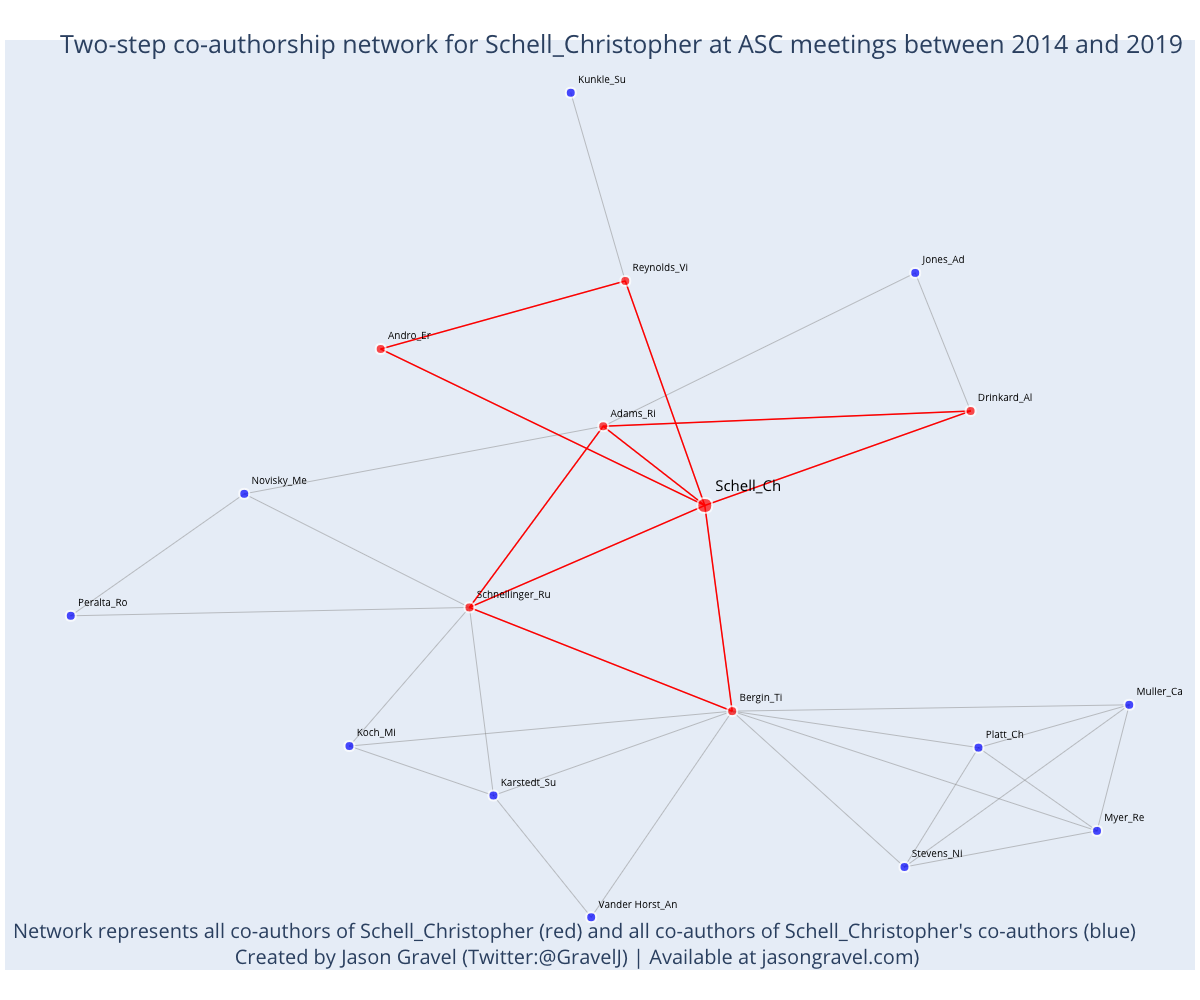 Two-step co-authorship network for Schell_Christopher at ASC meetings between 2014 and 2019
Kunkle_Su
Reynolds_Vi
Jones_Ad
Andro_Er
Drinkard_Al
Adams_Ri
Novisky_Me
Schell_Ch
Schnellinger_Ru
Peralta_Ro
Muller_Ca
Bergin_Ti
Koch_Mi
Platt_Ch
Karstedt_Su
Myer_Re
Stevens_Ni
Vander Horst_An
Network represents all co-authors of Schell_Christopher (red) and all co-authors of Schell_Christopher's co-authors (blue)
Created by Jason Gravel (Twitter:@GravelJ) | Available at jasongravel.com)